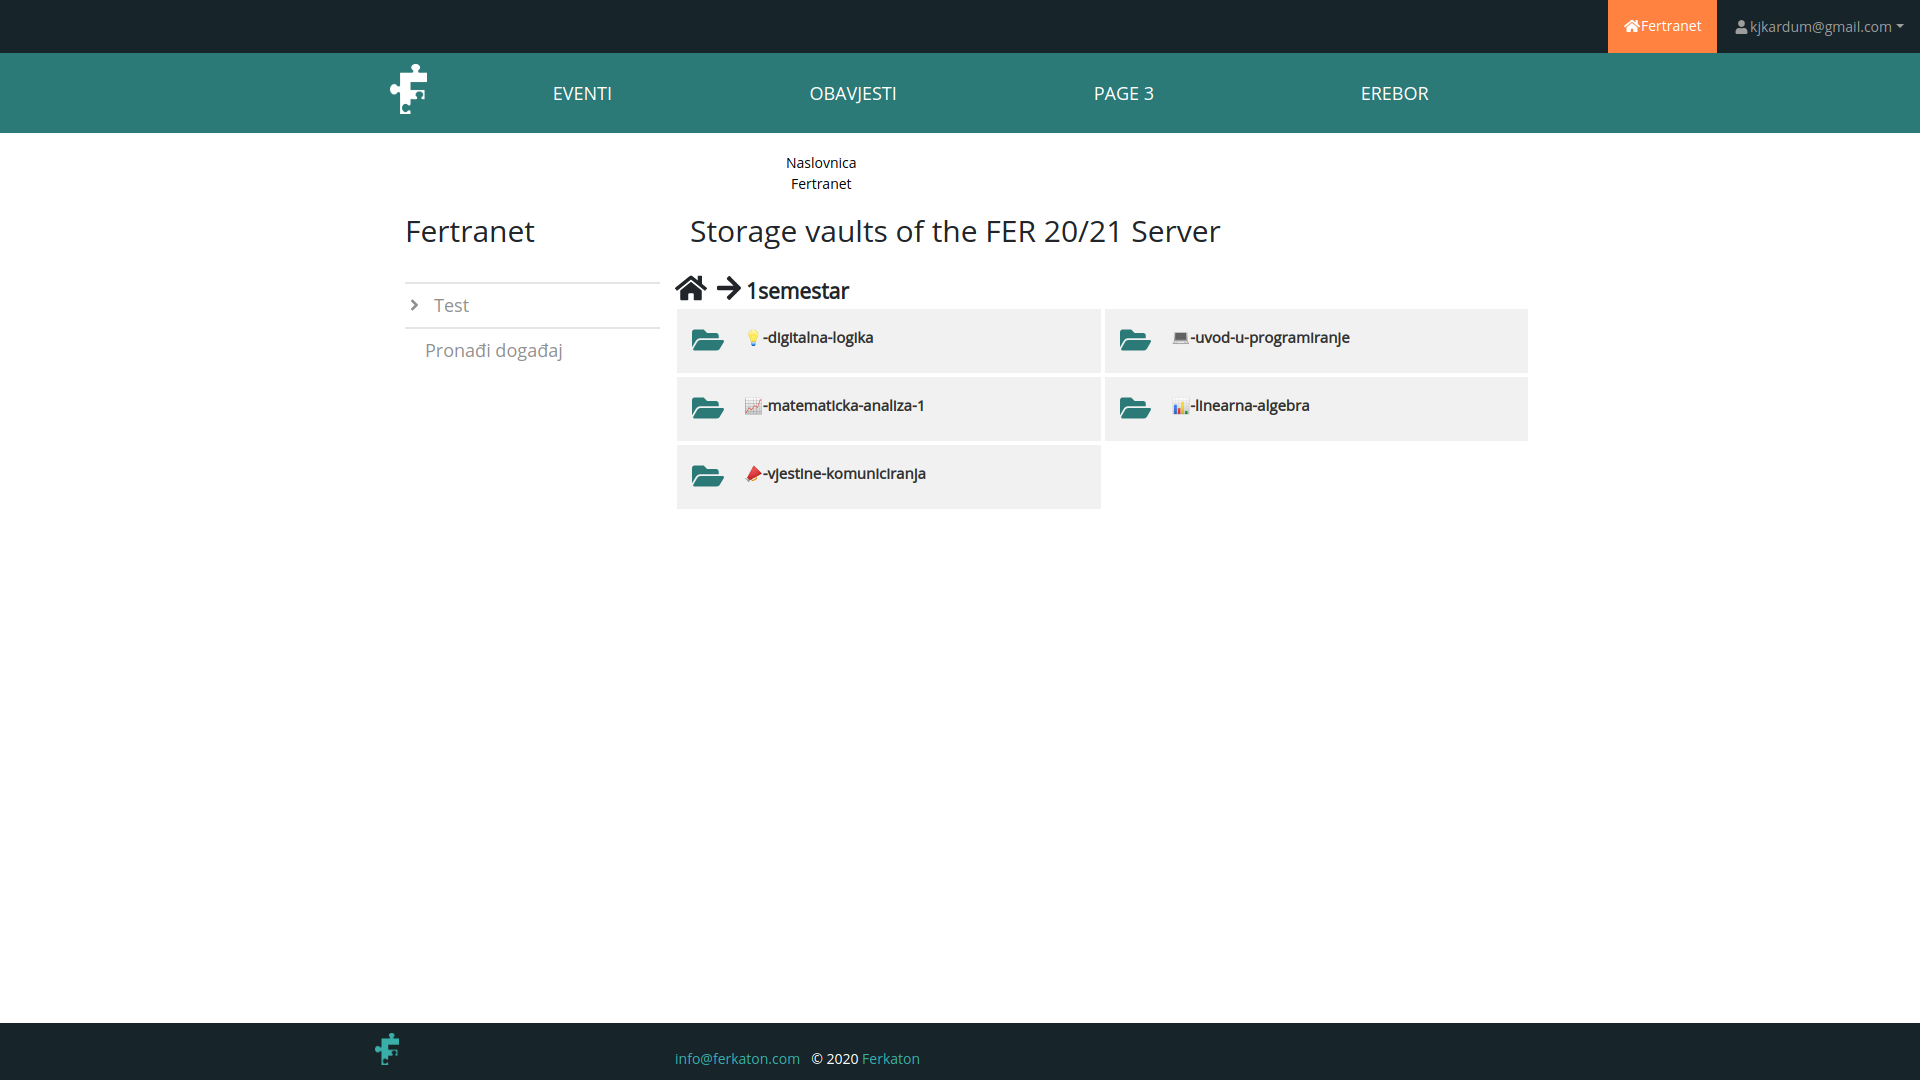 Fertranet
kjkardum@gmail.com
EVENTI
OBAVJESTI
PAGE 3
EREBOR
Naslovnica
Fertranet
Fertranet
Test
Pronađi događaj
Storage vaults of the FER 20/21 Server
1semestar
💡-digitalna-logika
💻-uvod-u-programiranje
📈-matematicka-analiza-1
📊-linearna-algebra
📣-vjestine-komuniciranja
info@ferkaton.com © 2020 Ferkaton